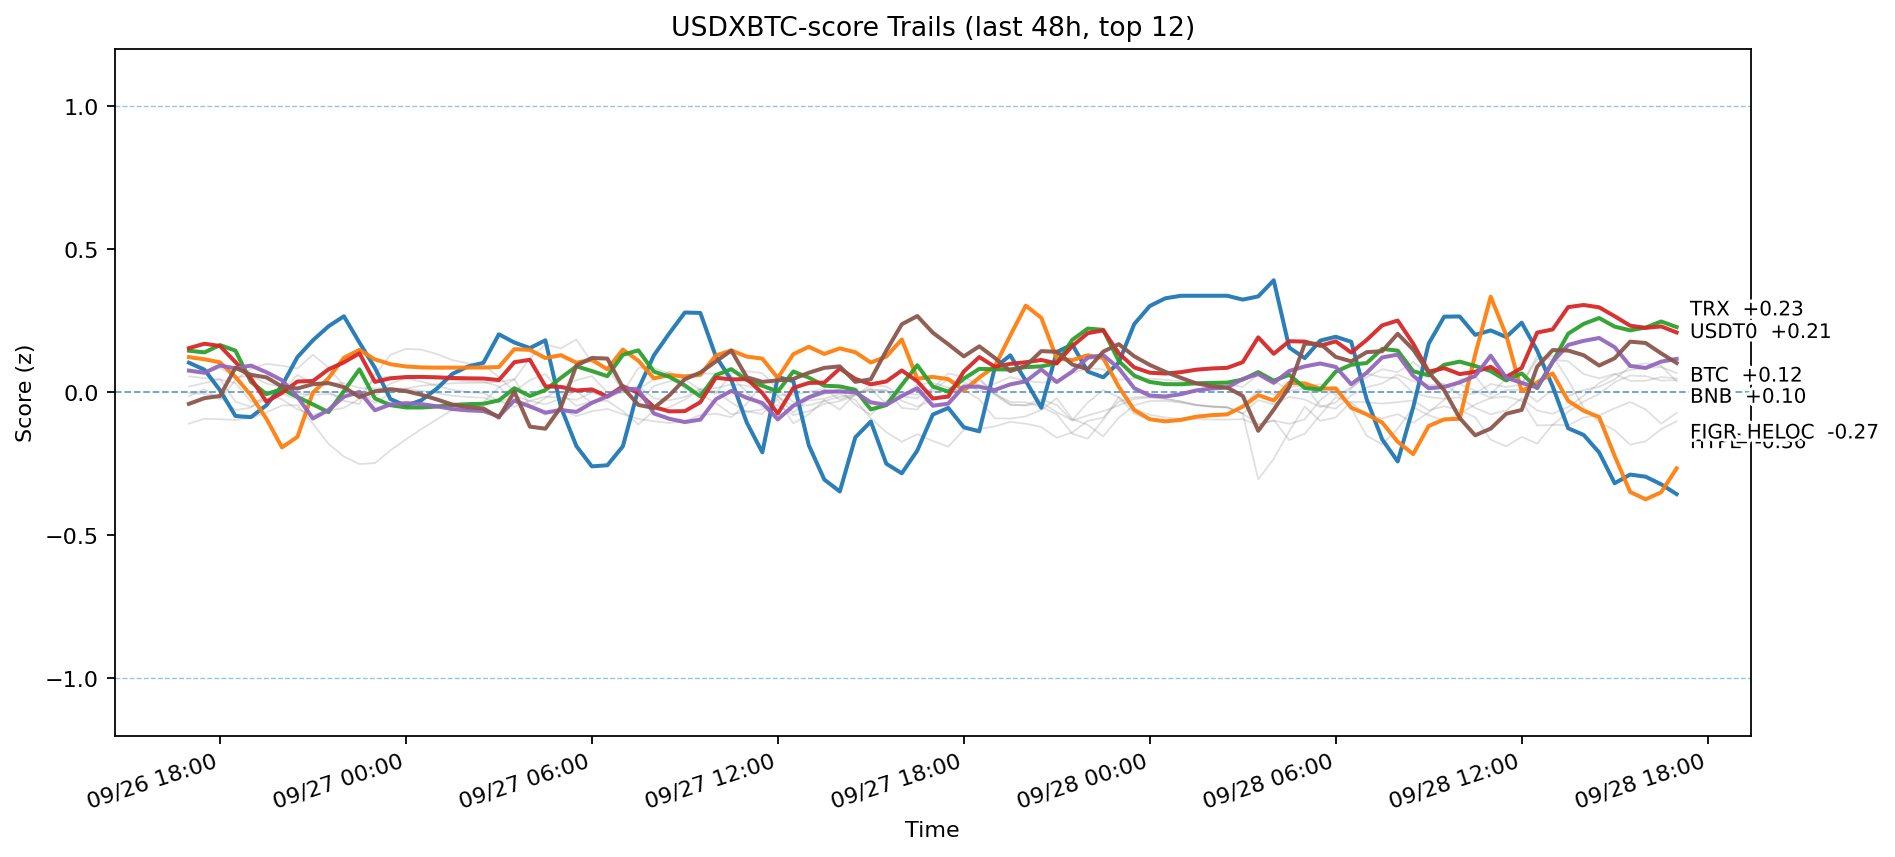 USDXBTC-score Trails (last 48h, top 12)
Score (z)
1.0
0.5
0.0
−0.5
−1.0
TRX +0.23
USDT0 +0.21
BTC +0.12
BNB +0.10
FIGR_HELOC -0.27
-0.36
09/26 18:00
09/27 00:00
09/27 06:00
09/27 12:00
09/27 18:00
09/28 00:00
09/28 06:00
09/28 12:00
09/28 18:00
Time